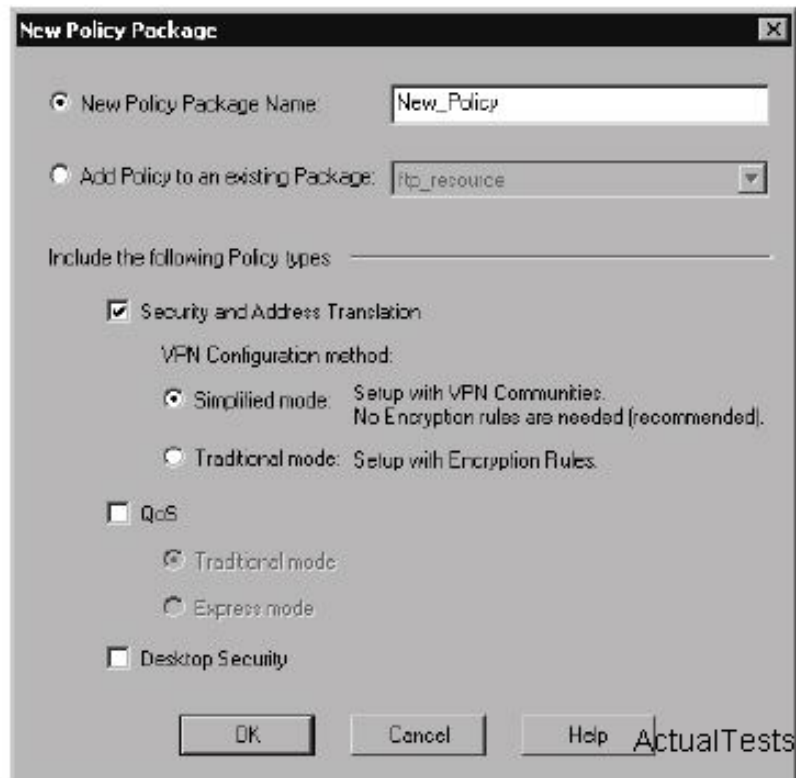 New Policy Package
New Policy Package Name: New_Policy
Add Policy to an existing Package: ftp_resource
Include the following Policy types
Security and Address Translation
VPN Configuration method:
Simplified mode: Setup with VPN Communities.
No Encryption rules are needed (recommended).
Tradtional mode: Setup with Encryption Rules.
QoS
Tradtional mode
Express mode
Desktop Security
OK Cancel Help
ActualTests